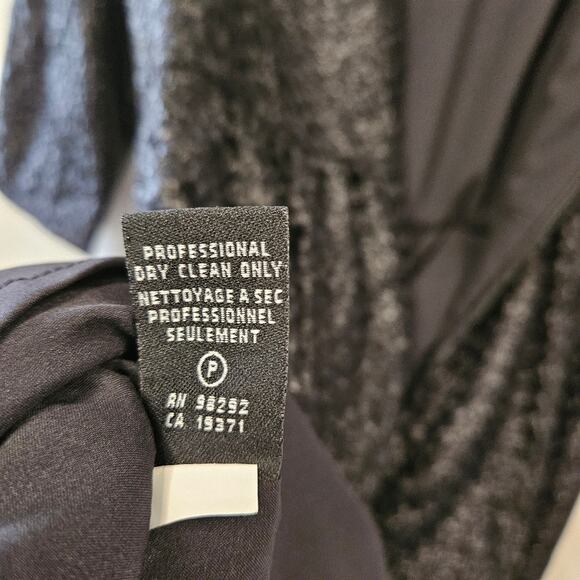 PROFESSIONAL
DRY CLEAN ONLY
NETTOYAGE A SEC
PROFESSIONNEL
SEULEMENT
P
RN 98292
CA 19371